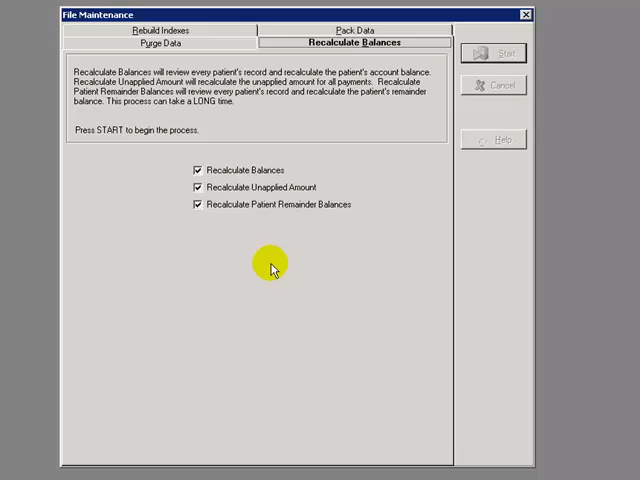 File Maintenance
Rebuild Indexes
Pack Data
Purge Data
Recalculate Balances
Start
Cancel
Help
Recalculate Balances will review every patient's record and recalculate the patient's account balance.
Recalculate Unapplied Amount will recalculate the unapplied amount for all payments. Recalculate
Patient Remainder Balances will review every patient's record and recalculate the patient's remainder
balance. This process can take a LONG time.
Press START to begin the process.
Recalculate Balances
Recalculate Unapplied Amount
Recalculate Patient Remainder Balances